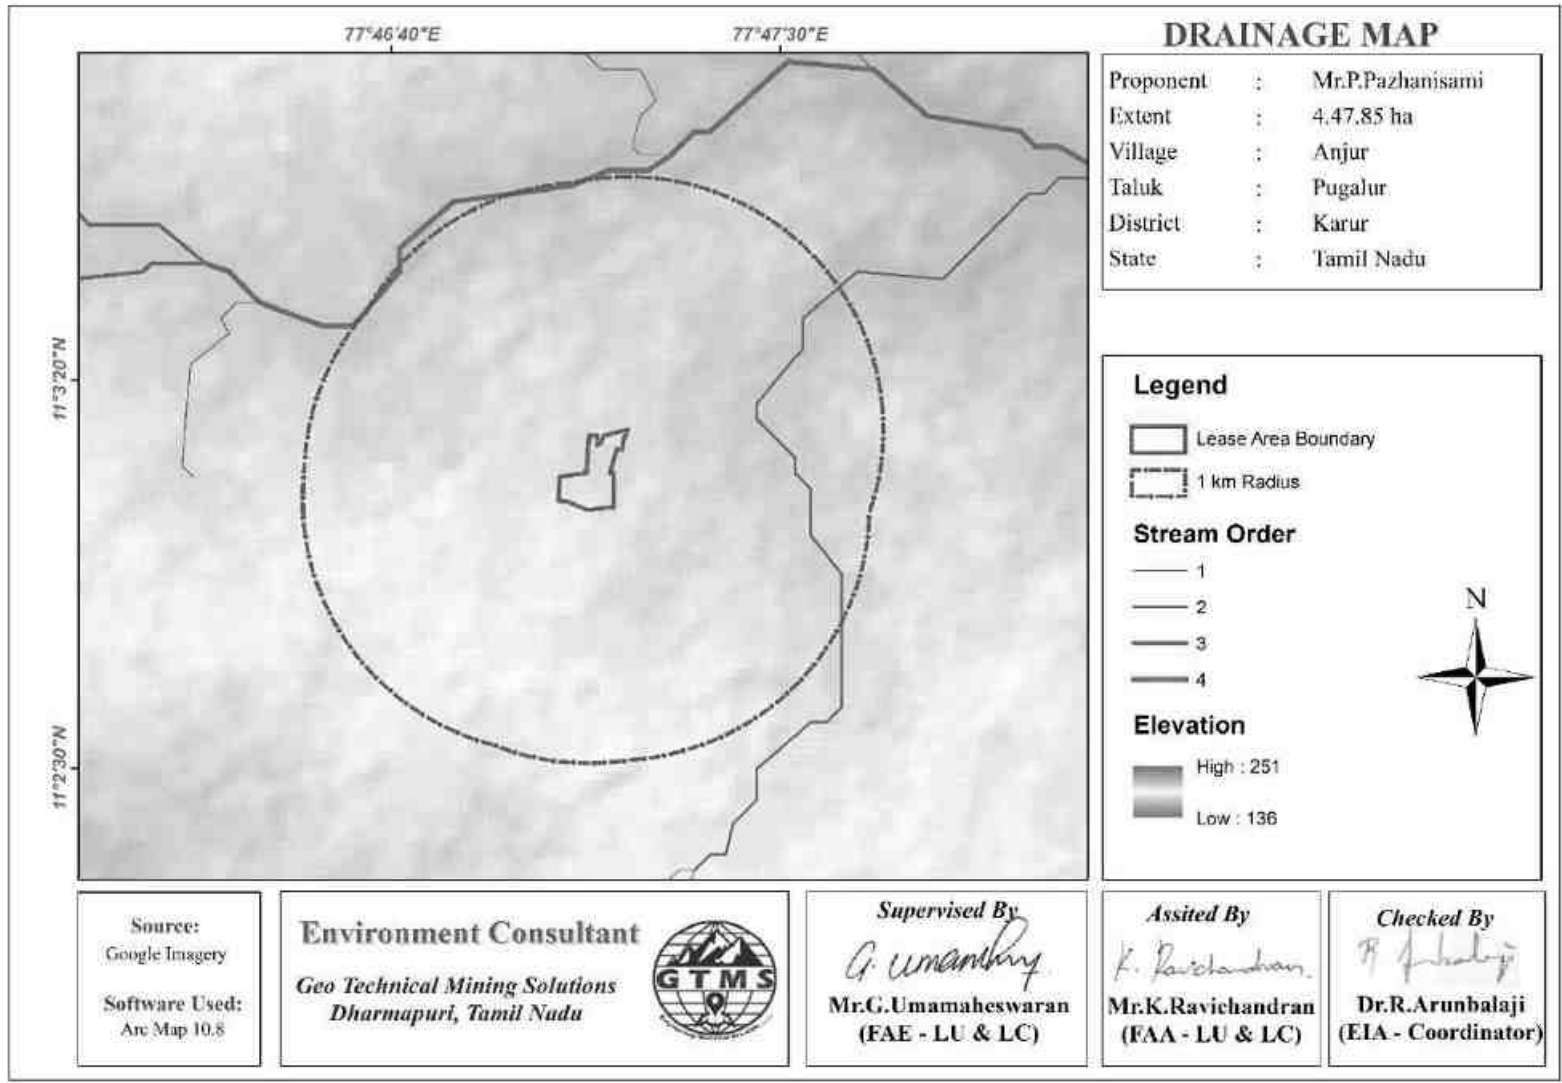 DRAINAGE MAP
Proponent : Mr.P.Pazhanisami
Extent : 4.47.85 ha
Village : Anjur
Taluk : Pugalur
District : Karur
State : Tamil Nadu
77°46'40"E
77°47'30"E
11°3'20"N
11°2'30"N
Legend
Lease Area Boundary
1 km Radius
Stream Order
1
2
3
4
N
Elevation
High : 251
Low : 136
Source:
Google Imagery
Software Used:
Arc Map 10.8
Environment Consultant
Geo Technical Mining Solutions
Dharmapuri, Tamil Nadu
GTMS
Supervised By
G. Umamhry
Mr.G.Umamaheswaran
(FAE - LU & LC)
Assited By
K. Ravichandran.
Mr.K.Ravichandran
(FAA - LU & LC)
Checked By
Dr.R.Arunbalaji
(EIA - Coordinator)